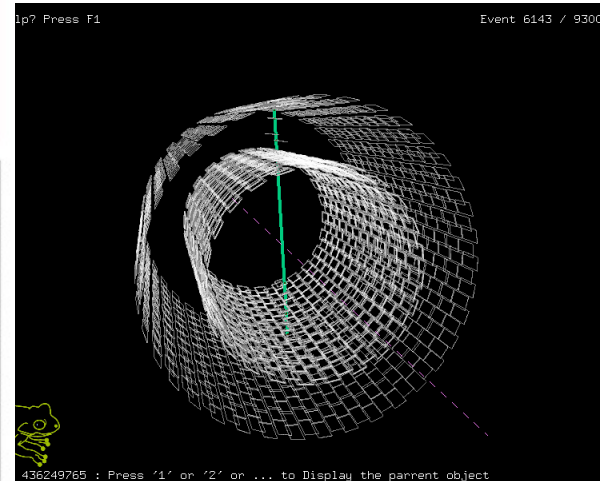 lp? Press F1
Event 6143 / 9300
436249765 : Press '1' or '2' or ... to Display the parrent object